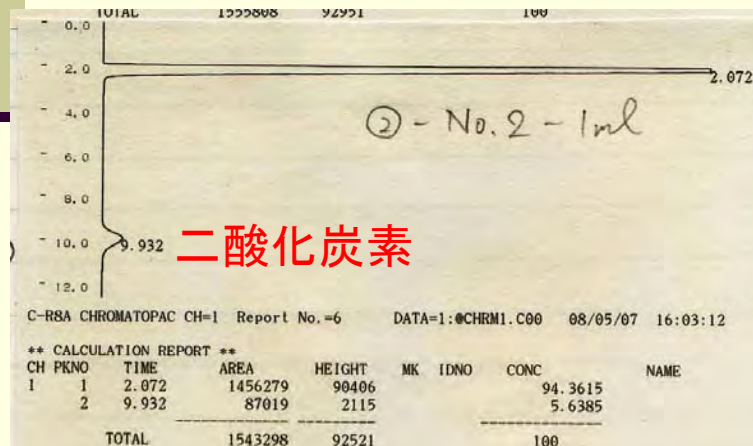 TOTAL 1555808 92951 100
- 0.0
- 2.0
2.072
- 4.0
② - No. 2 - 1ml
- 6.0
- 8.0
- 10.0
9.932
二酸化炭素
- 12.0
C-R8A CHROMATOPAC CH=1 Report No.=6 DATA=1:@CHRM1.C00 08/05/07 16:03:12
** CALCULATION REPORT **
CH PKNO TIME AREA HEIGHT MK IDNO CONC NAME
1 1 2.072 1456279 90406 94.3615
2 9.932 87019 2115 5.6385
TOTAL 1543298 92521 100